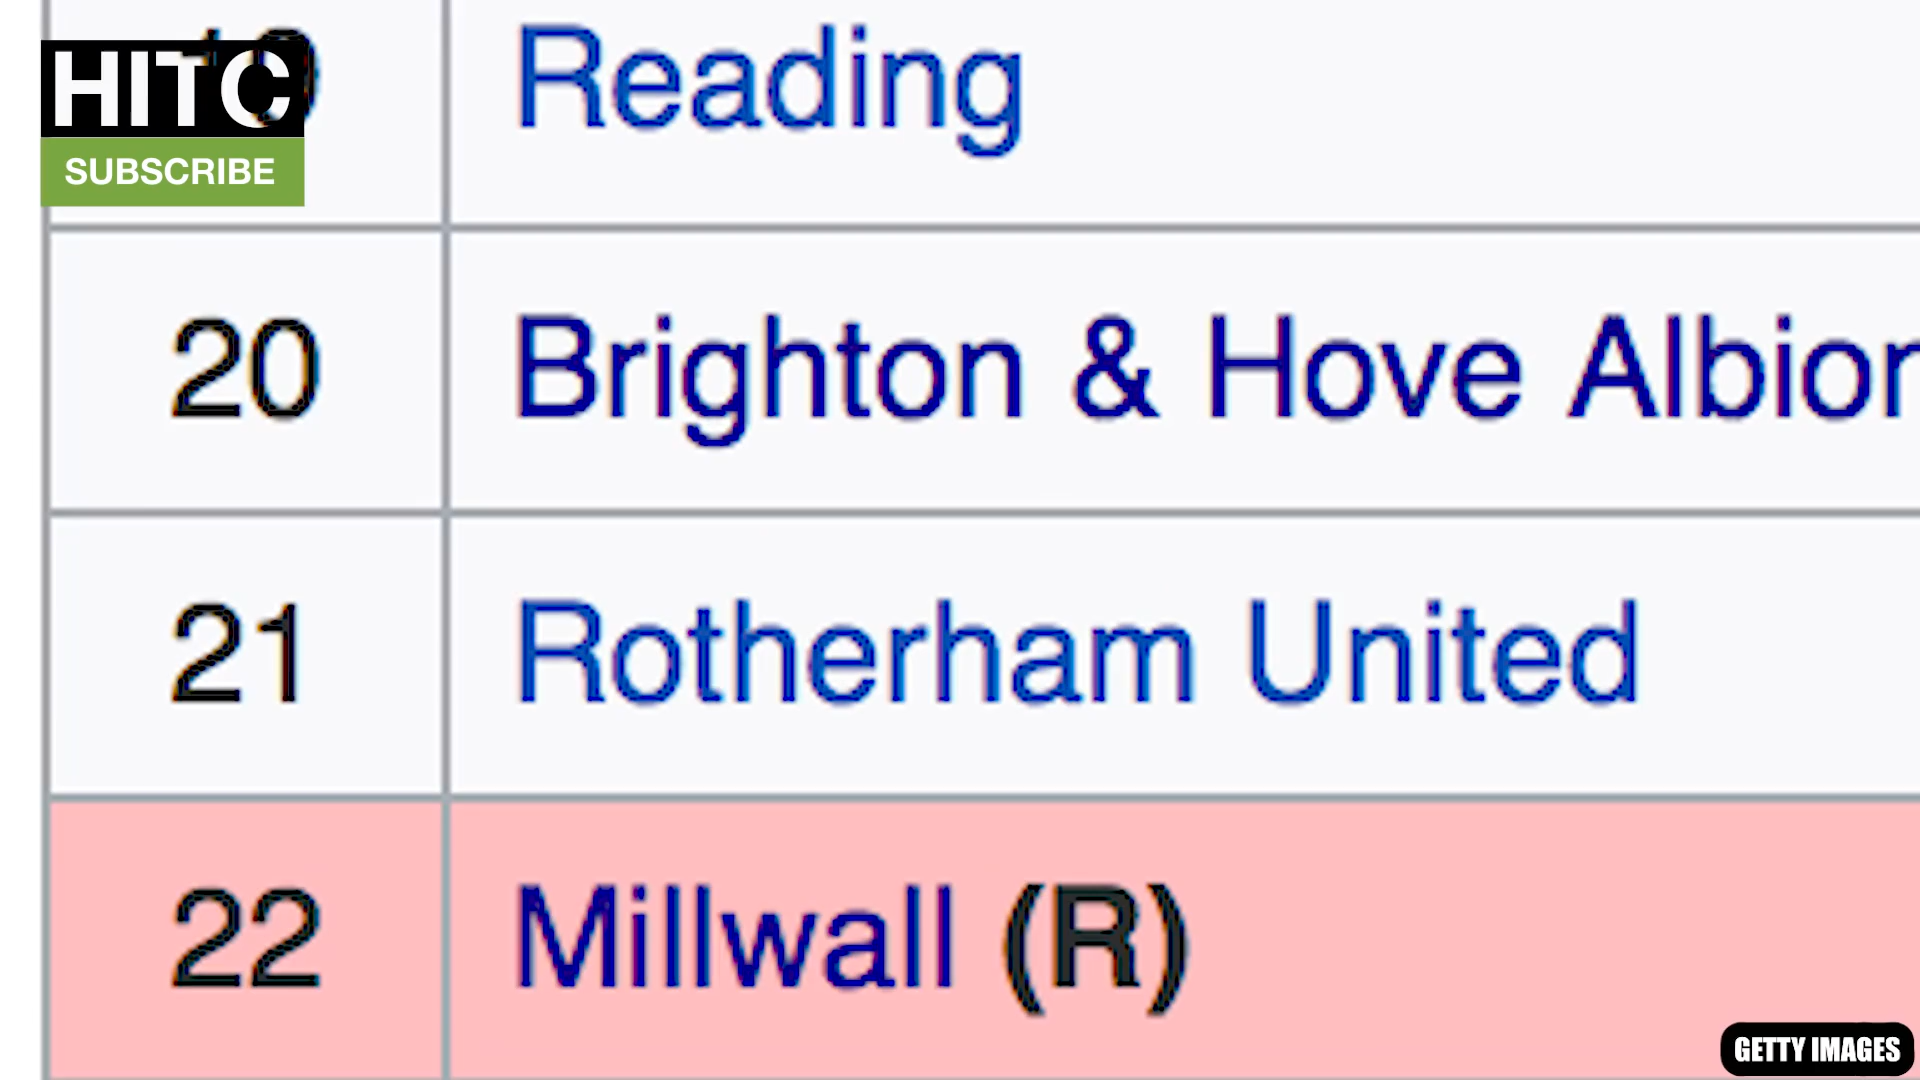 HITC
SUBSCRIBE
Reading
20 Brighton & Hove Albion
21 Rotherham United
22 Millwall (R)
GETTY IMAGES